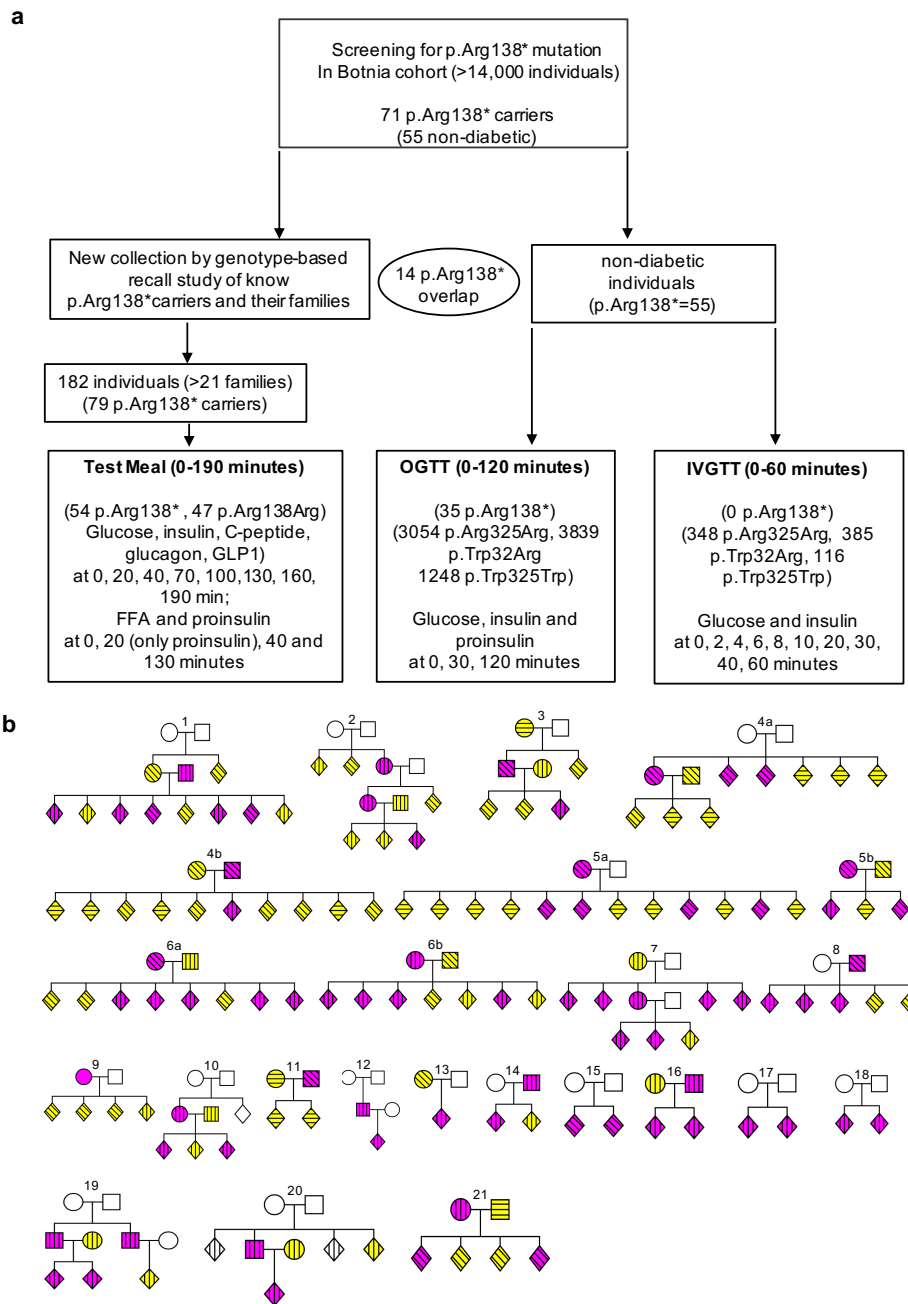 a
Screening for p.Arg138* mutation
In Botnia cohort (>14,000 individuals)
71 p.Arg138* carriers
(55 non-diabetic)
New collection by genotype-based
recall study of know
p.Arg138*carriers and their families
14 p.Arg138*
overlap
non-diabetic
individuals
(p.Arg138*=55)
182 individuals (>21 families)
(79 p.Arg138* carriers)
Test Meal (0-190 minutes)
(54 p.Arg138* , 47 p.Arg138Arg)
Glucose, insulin, C-peptide,
glucagon, GLP1)
at 0, 20, 40, 70, 100,130, 160,
190 min;
FFA and proinsulin
at 0, 20 (only proinsulin), 40 and
130 minutes
OGTT (0-120 minutes)
(35 p.Arg138*)
(3054 p.Arg325Arg, 3839
p.Trp32Arg
1248 p.Trp325Trp)
Glucose, insulin and
proinsulin
at 0, 30, 120 minutes
IVGTT (0-60 minutes)
(0 p.Arg138*)
(348 p.Arg325Arg, 385
p.Trp32Arg, 116
p.Trp325Trp)
Glucose and insulin
at 0, 2, 4, 6, 8, 10, 20, 30,
40, 60 minutes
b
1
2
3
4a
4b
5a
5b
6a
6b
7
8
9
10
11
12
13
14
15
16
17
18
19
20
21